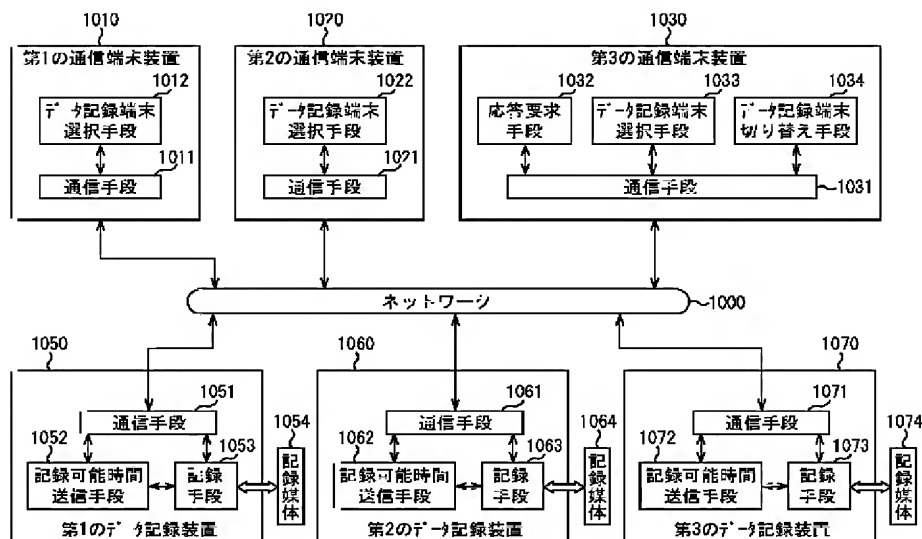 1010
1020
1030
第1の通信端末装置
第2の通信端末装置
第3の通信端末装置
1012
1022
1032
1033
1034
データ記録端末
選択手段
データ記録端末
選択手段
応答要求
手段
データ記録端末
選択手段
データ記録端末
切り替え手段
1011
1021
通信手段
通信手段
通信手段
1031
ネットワーク
1000
1050
1060
1070
1051
1061
1071
通信手段
通信手段
通信手段
1052
1053
1054
1062
1063
1064
1072
1073
1074
記録可能時間
送信手段
記録
手段
記録媒体
記録可能時間
送信手段
記録
手段
記録媒体
記録可能時間
送信手段
記録
手段
記録媒体
第1のデータ記録装置
第2のデータ記録装置
第3のデータ記録装置